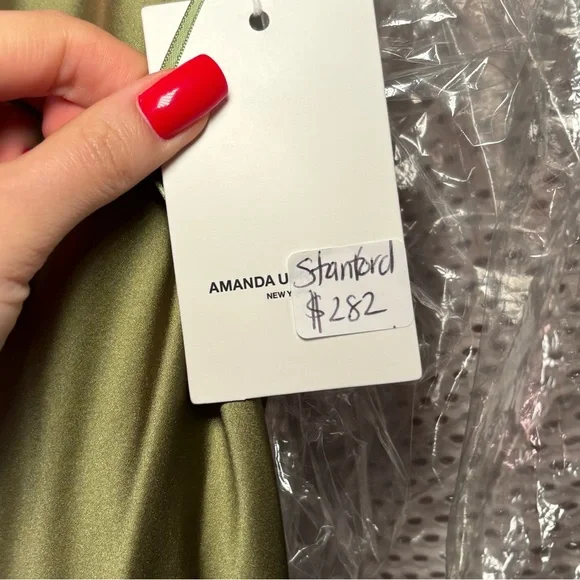 AMANDA U
NEW Y
Stanford
$282